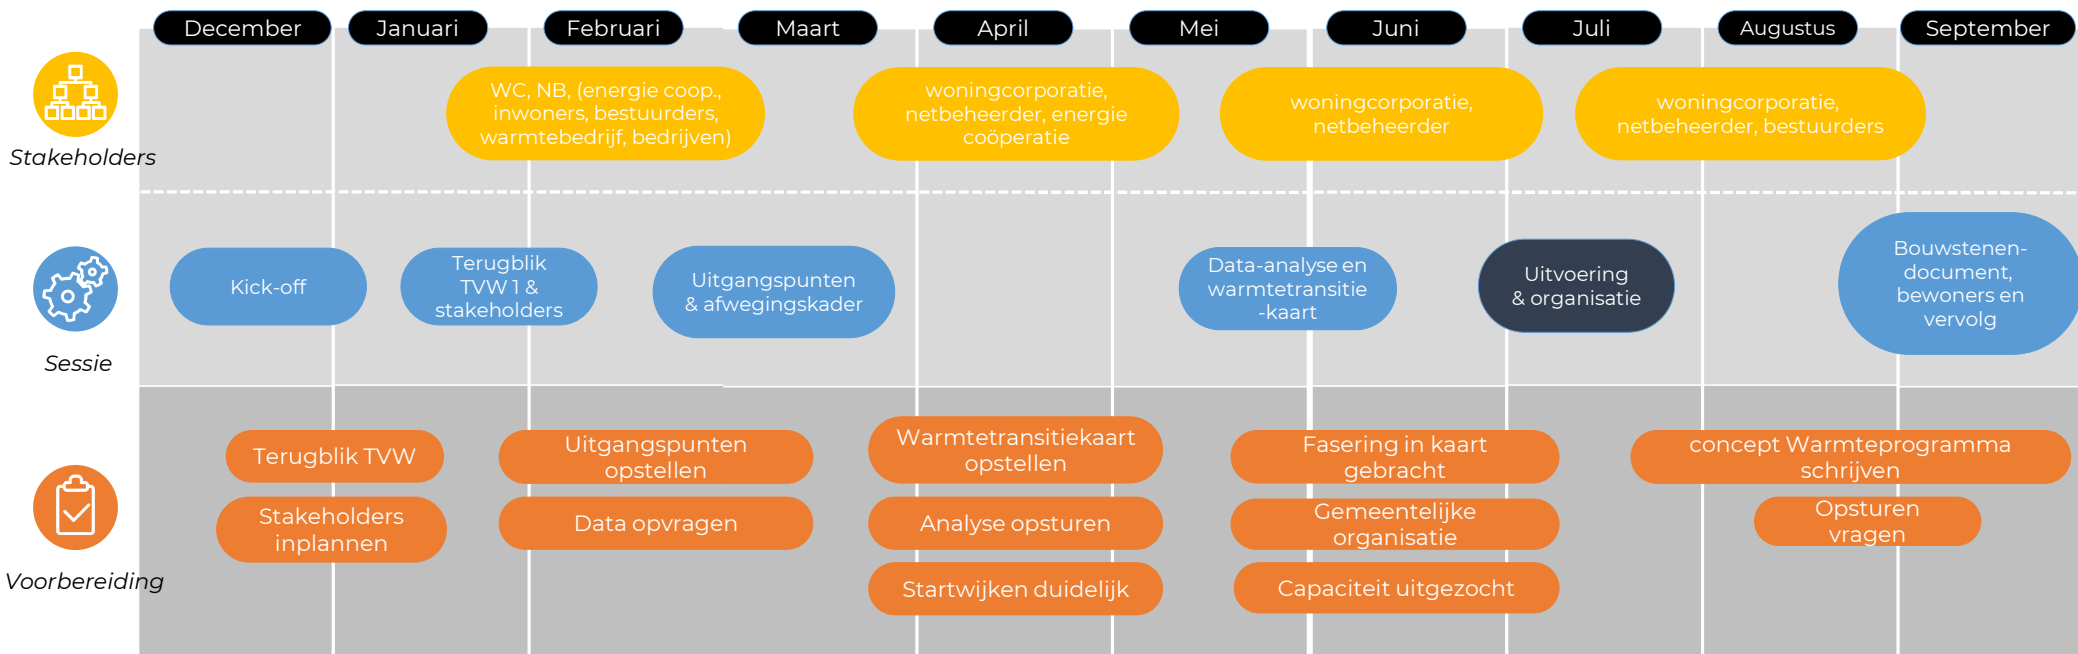 December
Januari
Februari
Maart
April
Mei
Juni
Juli
Augustus
September
Stakeholders
WC, NB, (energie coop.,
inwoners, bestuurders,
warmtebedrijf, bedrijven)
woningcorporatie,
netbeheerder, energie
coöperatie
woningcorporatie,
netbeheerder
woningcorporatie,
netbeheerder, bestuurders
Sessie
Kick-off
Terugblik
TVW 1 &
stakeholders
Uitgangspunten
& afwegingskader
Data-analyse en
warmtetransitie
-kaart
Uitvoering
& organisatie
Bouwstenen-
document,
bewoners en
vervolg
Voorbereiding
Terugblik TVW
Stakeholders
inplannen
Uitgangspunten
opstellen
Data opvragen
Warmtetransitiekaart
opstellen
Analyse opsturen
Startwijken duidelijk
Fasering in kaart
gebracht
Gemeentelijke
organisatie
Capaciteit uitgezocht
concept Warmteprogramma
schrijven
Opsturen
vragen